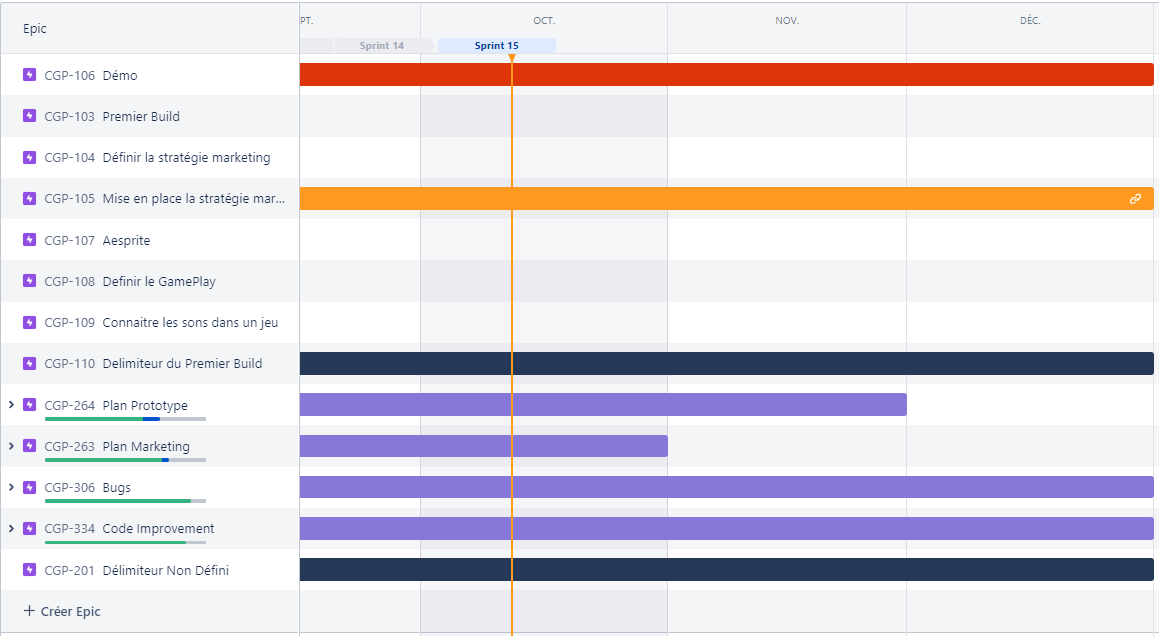 Epic
PT.
OCT.
NOV.
DÉC.
Sprint 14
Sprint 15
CGP-106 Démo
CGP-103 Premier Build
CGP-104 Définir la stratégie marketing
CGP-105 Mise en place la stratégie mar...
CGP-107 Aesprite
CGP-108 Definir le GamePlay
CGP-109 Connaitre les sons dans un jeu
CGP-110 Delimiteur du Premier Build
CGP-264 Plan Prototype
CGP-263 Plan Marketing
CGP-306 Bugs
CGP-334 Code Improvement
CGP-201 Délimiteur Non Défini
+ Créer Epic